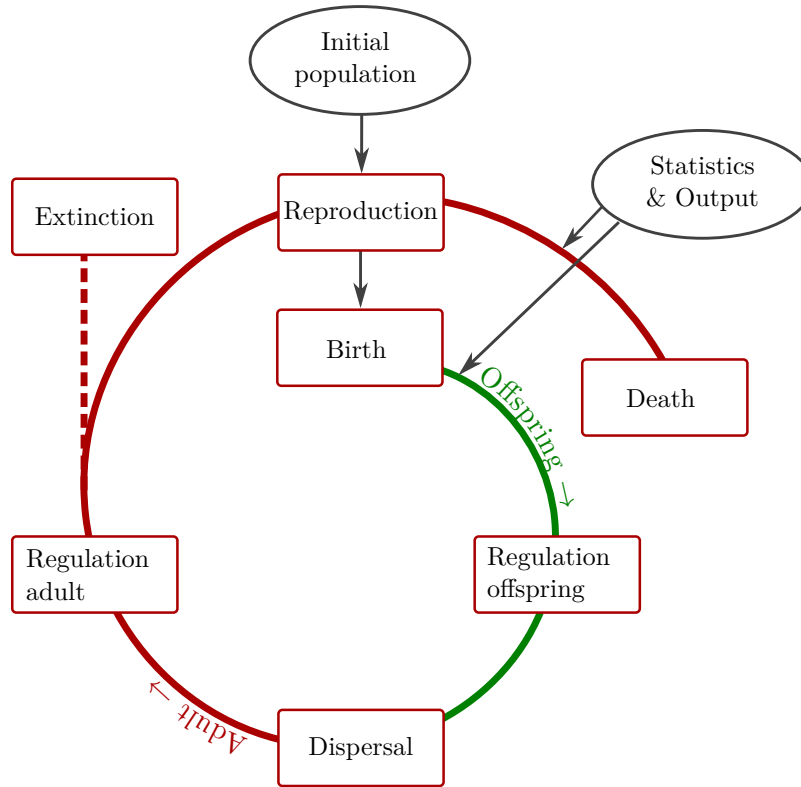 Initial
population
Statistics
& Output
Extinction
Reproduction
Birth
Death
Offspring →
Regulation
adult
Regulation
offspring
Adult →
Dispersal